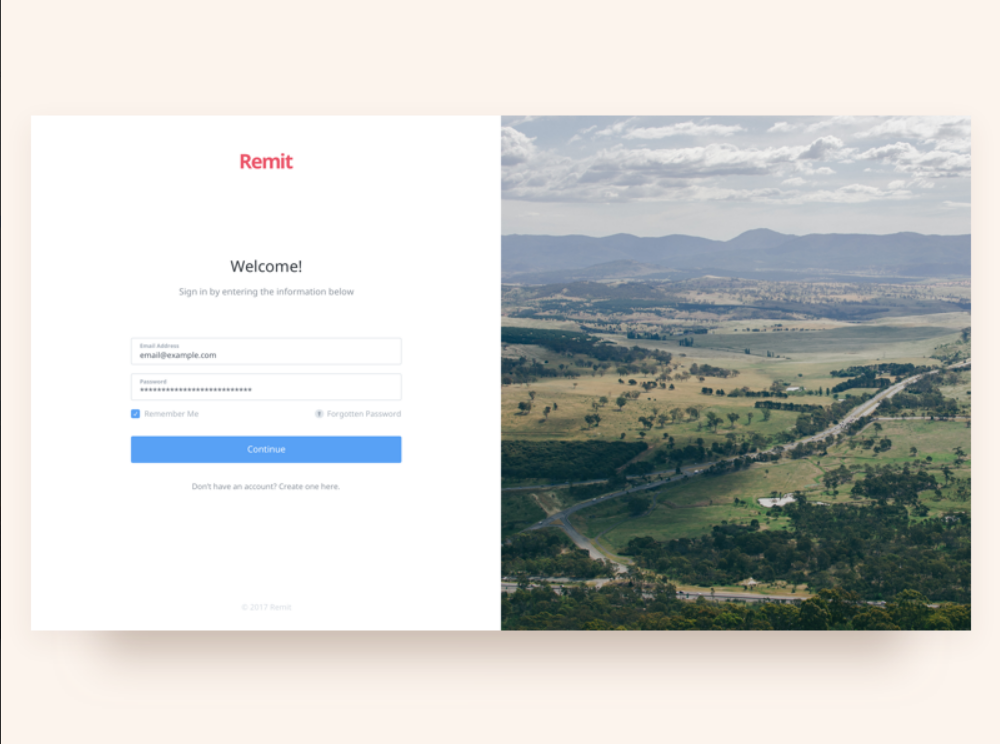 Remit
Welcome!
Sign in by entering the information below
Email Address
email@example.com
Password
**************************
Remember Me
? Forgotten Password
Continue
Don't have an account? Create one here.
© 2017 Remit.